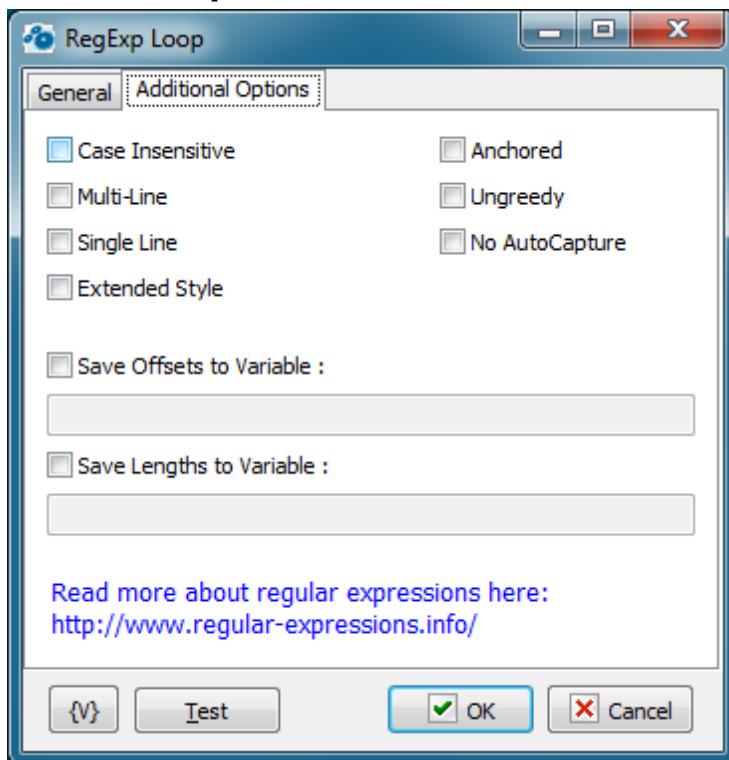 RegExp Loop
General Additional Options
Case Insensitive Anchored
Multi-Line Ungreedy
Single Line No AutoCapture
Extended Style
Save Offsets to Variable :
Save Lengths to Variable :
Read more about regular expressions here:
http://www.regular-expressions.info/
{V} Test OK Cancel